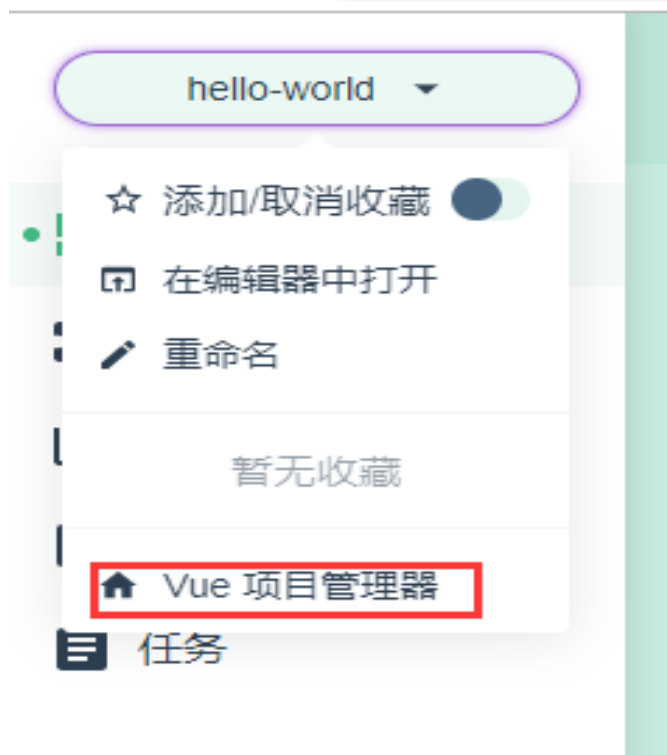 hello-world
添加/取消收藏
在编辑器中打开
重命名
暂无收藏
Vue 项目管理器
任务